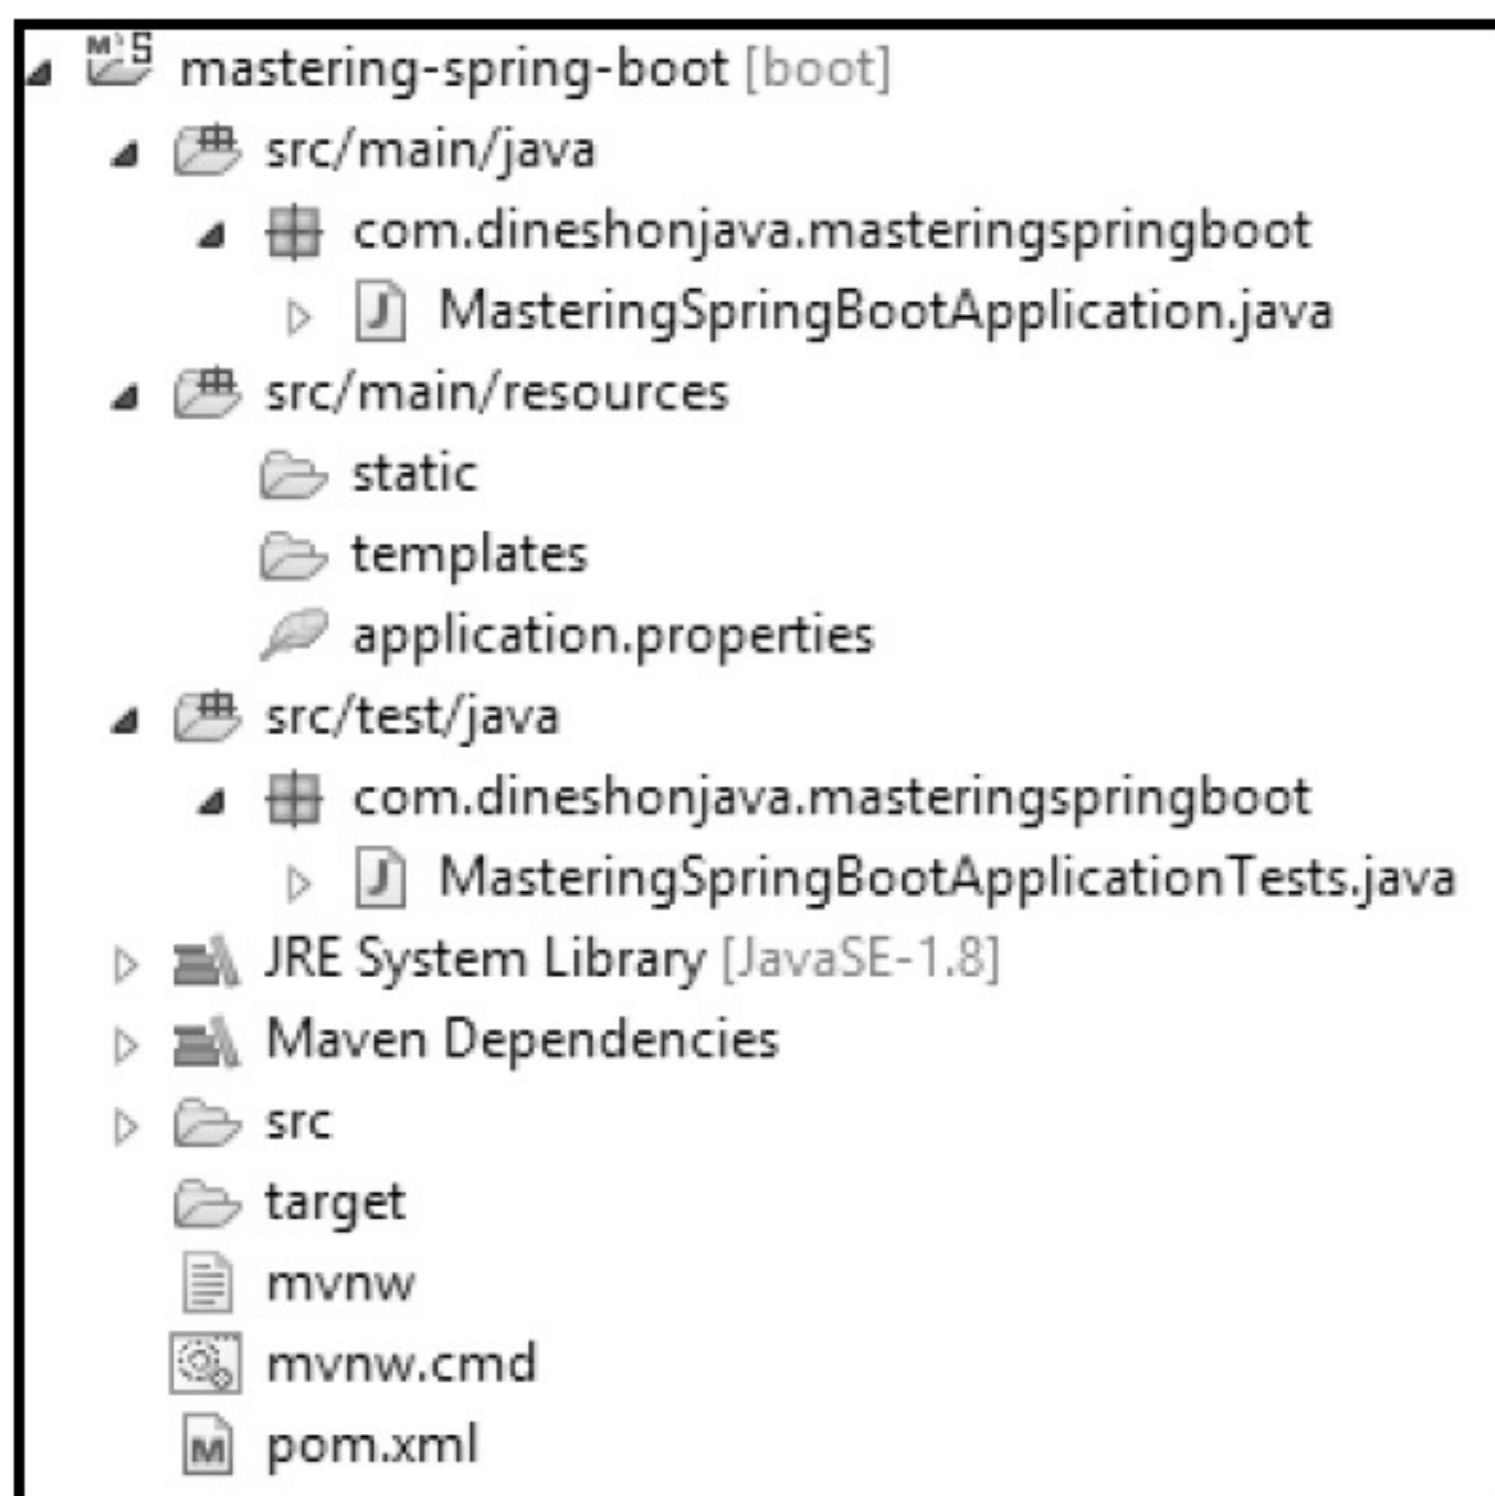 mastering-spring-boot [boot]
src/main/java
com.dineshonjava.masteringspringboot
MasteringSpringBootApplication.java
src/main/resources
static
templates
application.properties
src/test/java
com.dineshonjava.masteringspringboot
MasteringSpringBootApplicationTests.java
JRE System Library [JavaSE-1.8]
Maven Dependencies
src
target
mvnw
mvnw.cmd
pom.xml